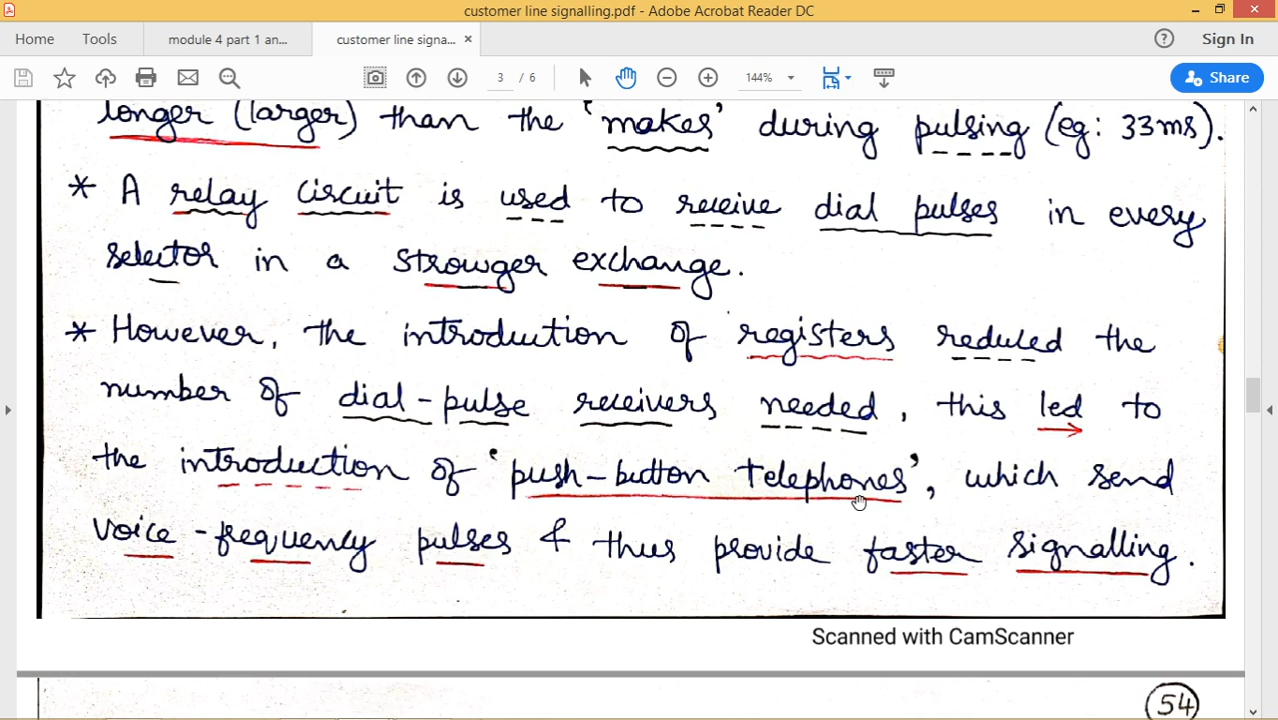 customer line signalling.pdf - Adobe Acrobat Reader DC
Home Tools module 4 part 1 an... customer line signa... × Sign In
3 / 6 144% Share
longer (larger) than the 'makes' during pulsing (eg: 33ms).
* A relay circuit is used to receive dial pulses in every
selector in a strowger exchange.
* However, the introduction of registers reduced the
number of dial-pulse receivers needed, this led to
the introduction of 'push-button telephones', which send
voice-frequency pulses & thus provide faster signalling.
Scanned with CamScanner
54